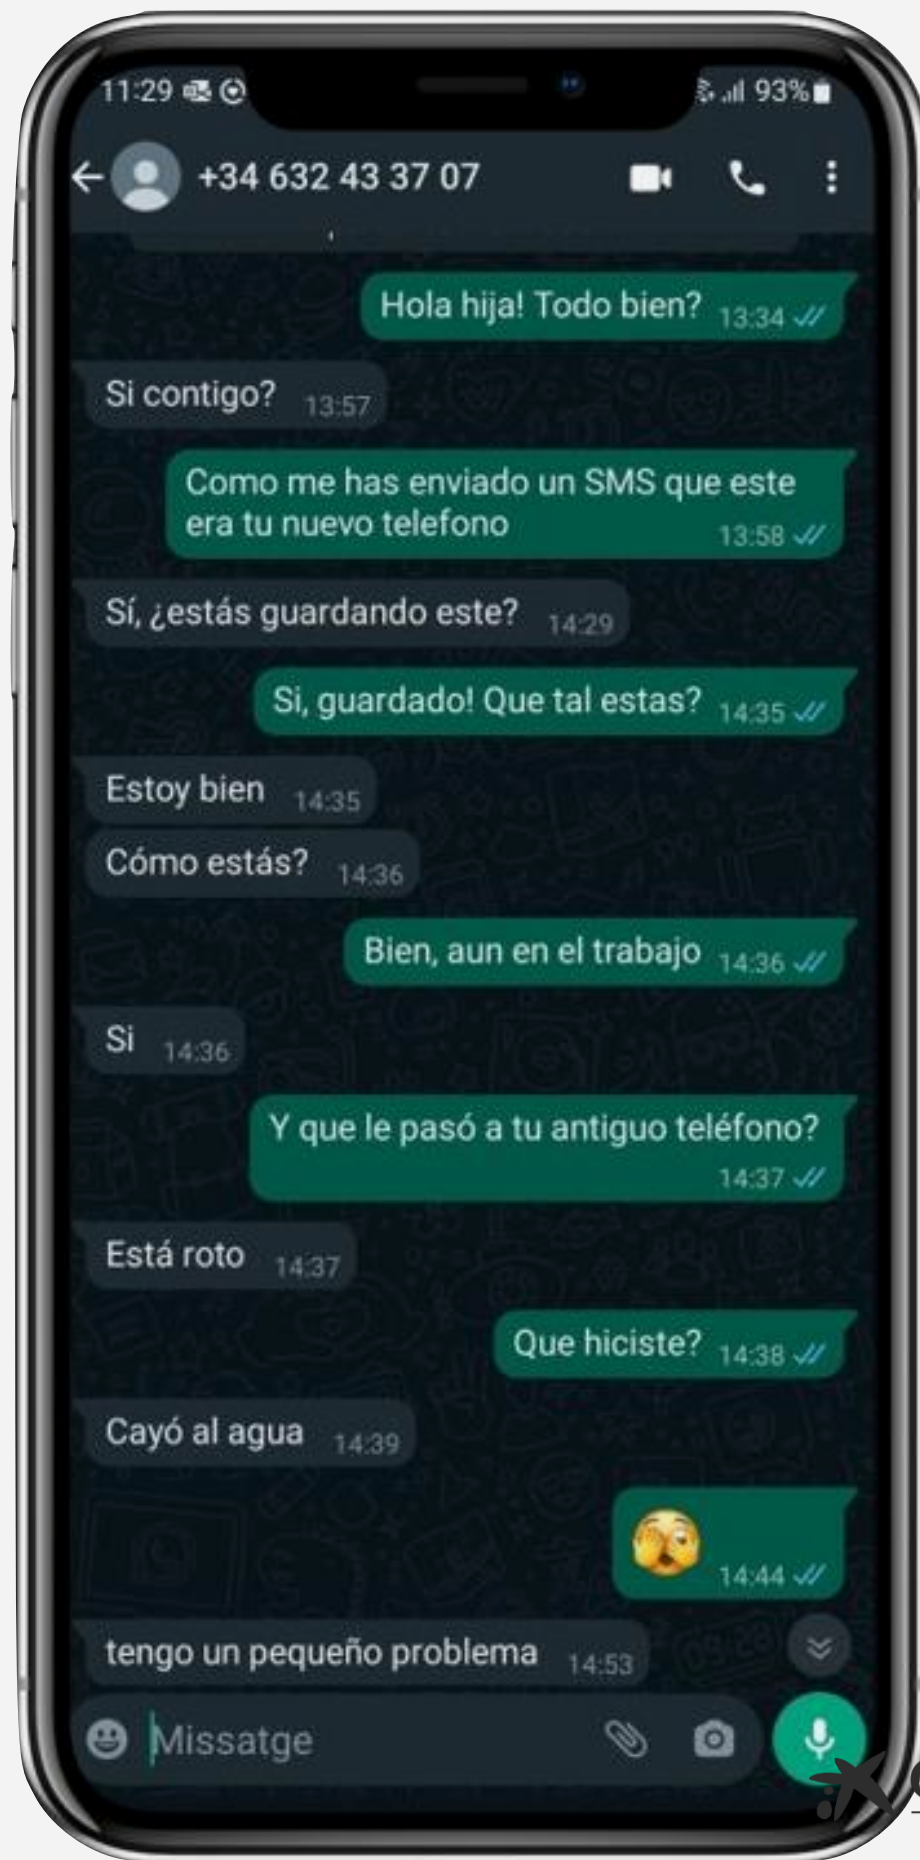 11:29
93%
+34 632 43 37 07
Hola hija! Todo bien? 13:34
Si contigo? 13:57
Como me has enviado un SMS que este
era tu nuevo telefono 13:58
Sí, ¿estás guardando este? 14:29
Si, guardado! Que tal estas? 14:35
Estoy bien 14:35
Cómo estás? 14:36
Bien, aun en el trabajo 14:36
Si 14:36
Y que le pasó a tu antiguo teléfono?
14:37
Está roto 14:37
Que hiciste? 14:38
Cayó al agua 14:39
14:44
tengo un pequeño problema 14:53
Missatge